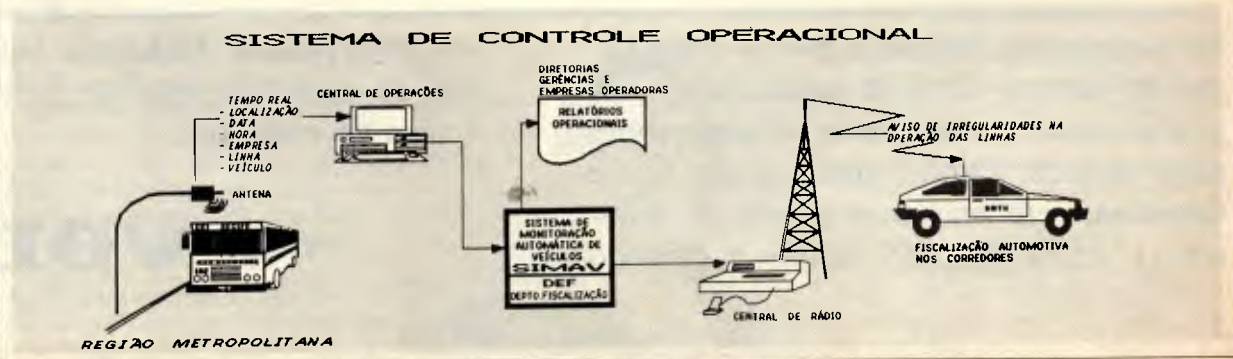 SISTEMA DE CONTROLE OPERACIONAL
TEMPO REAL
- LOCALIZAÇÃO
- DATA
- HORA
- EMPRESA
- LINHA
- VEÍCULO
ANTENA
REGIÃO METROPOLITANA
CENTRAL DE OPERAÇÕES
DIRETORIAS
GERÊNCIAS E
EMPRESAS OPERADORAS
RELATÓRIOS
OPERACIONAIS
SISTEMA DE
MONITORAÇÃO
AUTOMÁTICA DE
VEÍCULOS
SIMAV
DEF
DEPTO.FISCALIZAÇÃO
CENTRAL DE RÁDIO
AVISO DE IRREGULARIDADES NA
OPERAÇÃO DAS LINHAS
FISCALIZAÇÃO AUTOMOTIVA
NOS CORREDORES